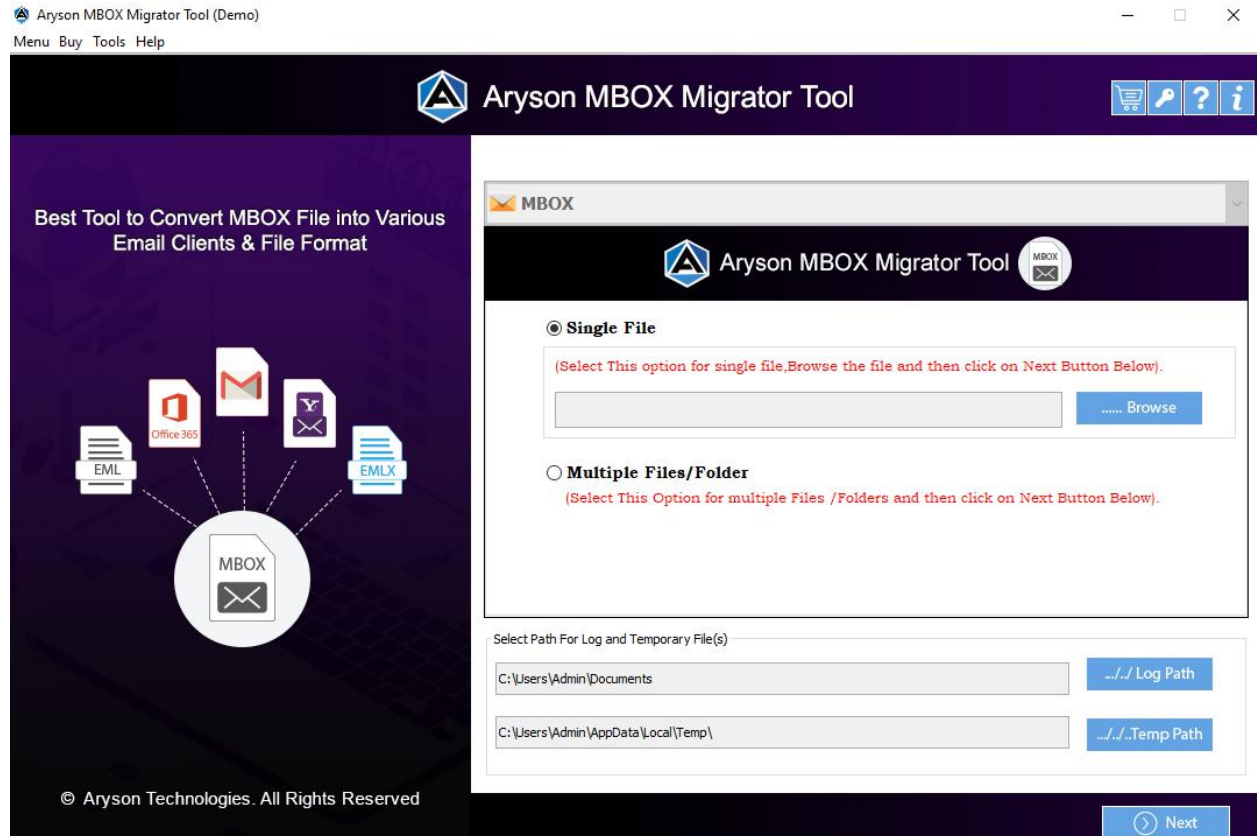 Aryson MBOX Migrator Tool (Demo)
Menu Buy Tools Help
Aryson MBOX Migrator Tool
Best Tool to Convert MBOX File into Various
Email Clients & File Format
Office 365
EML
EMLX
MBOX
© Aryson Technologies. All Rights Reserved
MBOX
Aryson MBOX Migrator Tool
MBOX
Single File
(Select This option for single file,Browse the file and then click on Next Button Below).
...... Browse
Multiple Files/Folder
(Select This Option for multiple Files /Folders and then click on Next Button Below).
Select Path For Log and Temporary File(s)
C:\Users\Admin\Documents
.../../ Log Path
C:\Users\Admin\AppData\Local\Temp\
.../../..Temp Path
Next